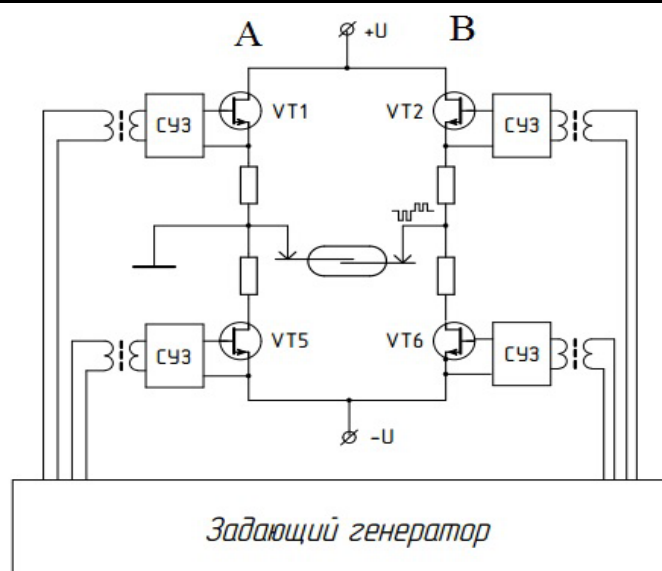 A
+U
B
СУЗ
VT1
VT2
СУЗ
СУЗ
VT5
VT6
СУЗ
-U
Задающий генератор